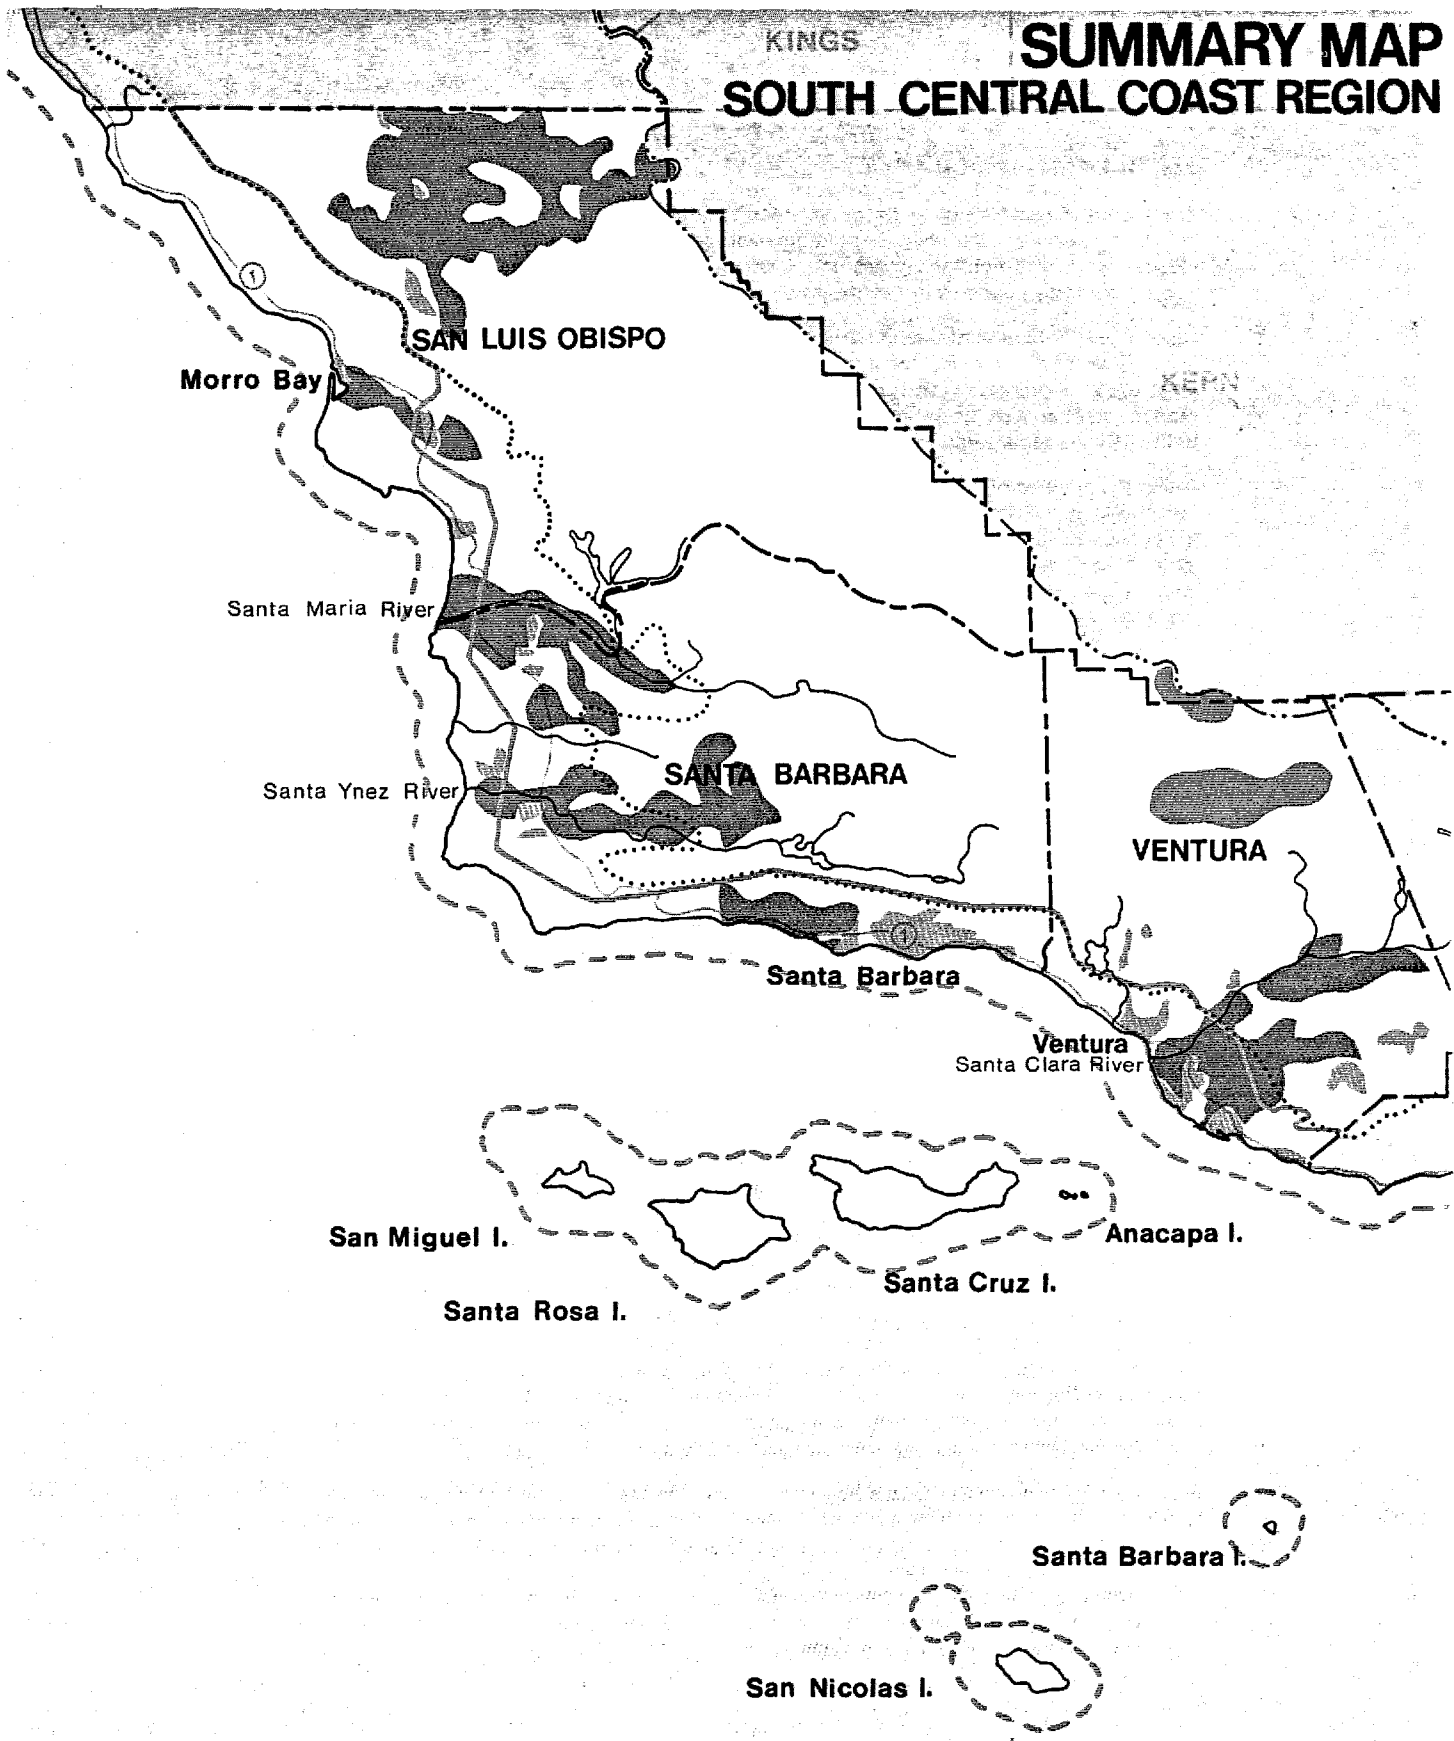 KINGS
SUMMARY MAP
SOUTH CENTRAL COAST REGION
1
SAN LUIS OBISPO
Morro Bay
KERN
Santa Maria River
SANTA BARBARA
Santa Ynez River
VENTURA
1
Santa Barbara
Ventura
Santa Clara River
San Miguel I.
Anacapa I.
Santa Cruz I.
Santa Rosa I.
Santa Barbara I.
San Nicolas I.